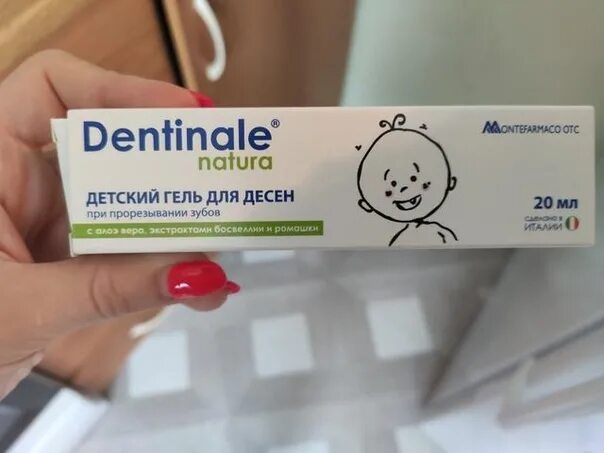 Dentinale®
natura
ДЕТСКИЙ ГЕЛЬ ДЛЯ ДЕСЕН
при прорезывании зубов
с алоэ вера, экстрактами босвеллии и ромашки
MONTEFARMACO OTC
20 мл
СДЕЛАНО В
ИТАЛИИ